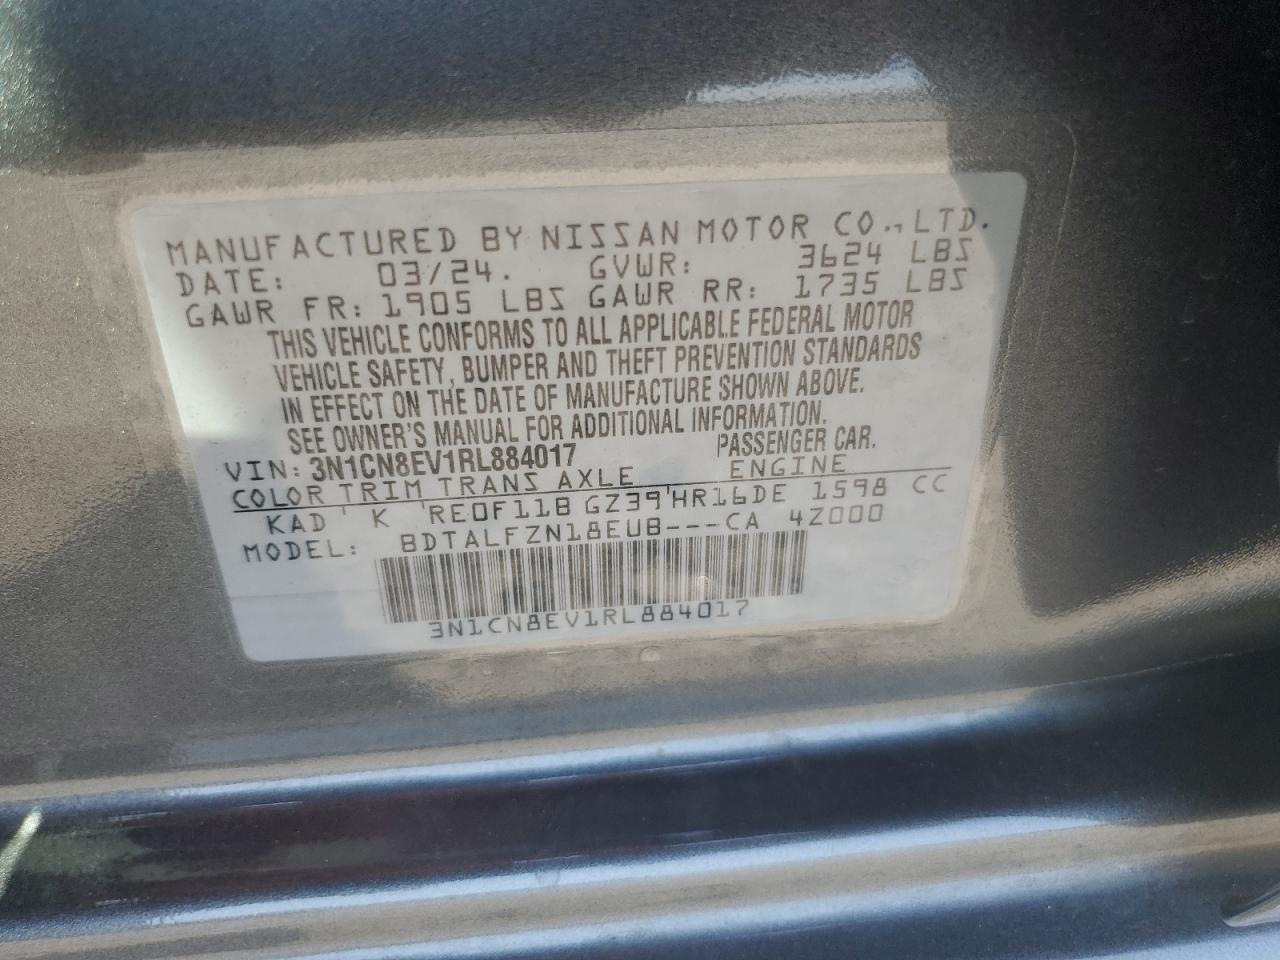 MANUFACTURED BY NISSAN MOTOR CO., LTD.
DATE: 03/24. GVWR: 3624 LBS
GAWR FR: 1905 LBS GAWR RR: 1735 LBS
THIS VEHICLE CONFORMS TO ALL APPLICABLE FEDERAL MOTOR
VEHICLE SAFETY, BUMPER AND THEFT PREVENTION STANDARDS
IN EFFECT ON THE DATE OF MANUFACTURE SHOWN ABOVE.
SEE OWNER'S MANUAL FOR ADDITIONAL INFORMATION.
VIN: 3N1CN8EV1RL884017 PASSENGER CAR.
COLOR TRIM TRANS AXLE ENGINE
KAD K RE0F11B GZ39 HR16DE 1598 CC
MODEL: BDTALFZN18EUB---CA 4Z000
3N1CN8EV1RL884017